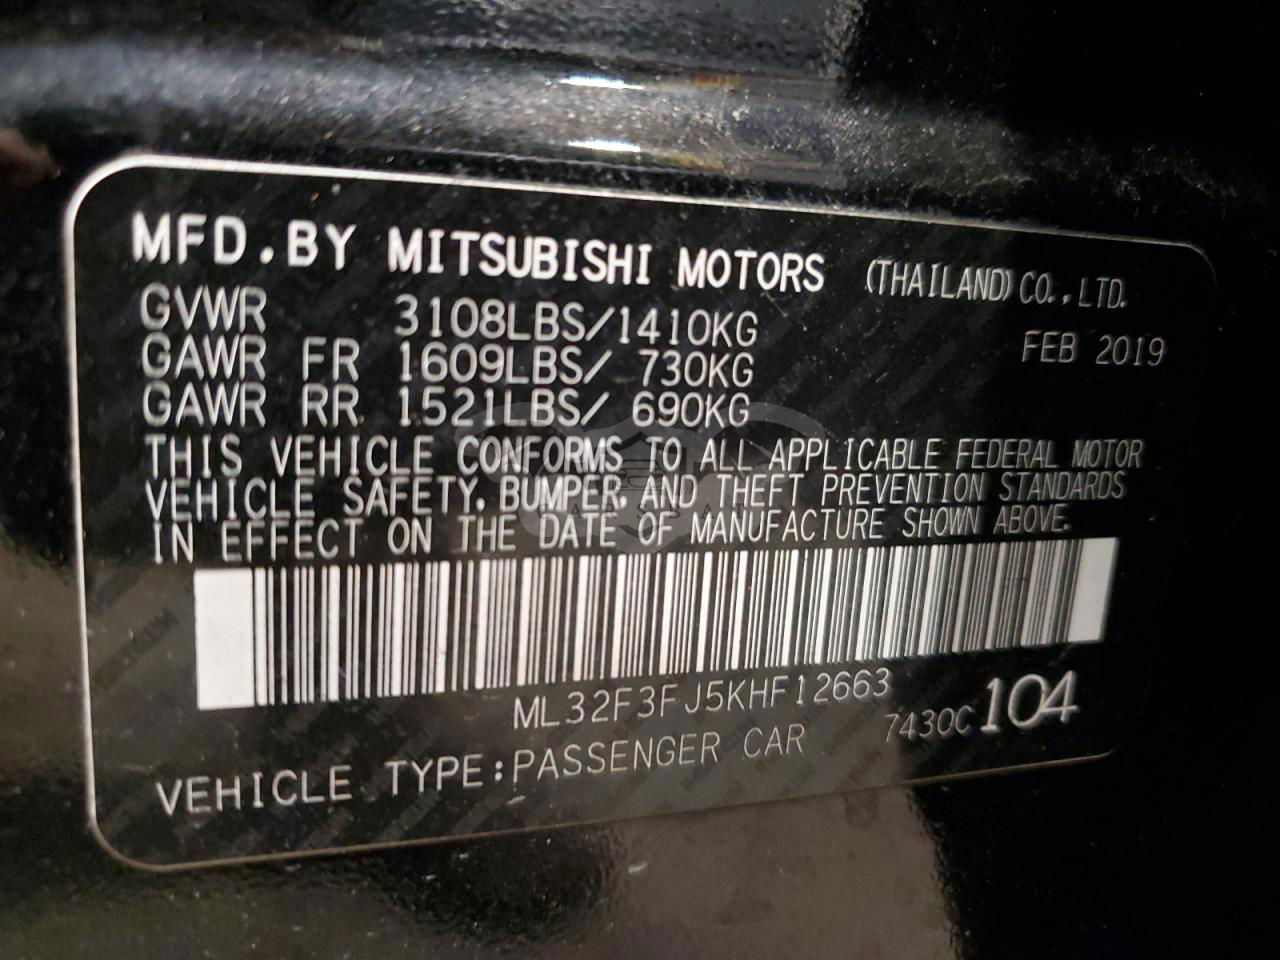 MFD.BY MITSUBISHI MOTORS (THAILAND)CO.,LTD.
GVWR 3108LBS/1410KG FEB 2019
GAWR FR 1609LBS/ 730KG
GAWR RR 1521LBS/ 690KG
THIS VEHICLE CONFORMS TO ALL APPLICABLE FEDERAL MOTOR
VEHICLE SAFETY, BUMPER, AND THEFT PREVENTION STANDARDS
IN EFFECT ON THE DATE OF MANUFACTURE SHOWN ABOVE.
ML32F3FJ5KHF12663
7430C 104
VEHICLE TYPE:PASSENGER CAR